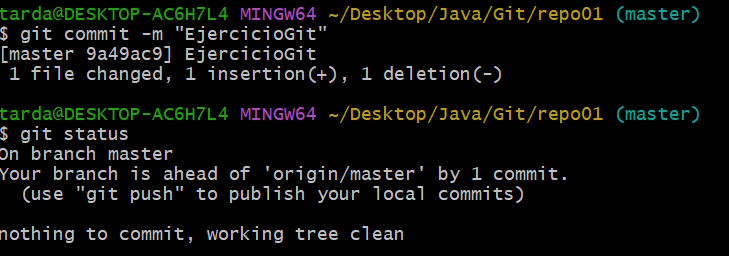 tarda@DESKTOP-AC6H7L4 MINGW64 ~/Desktop/Java/Git/repo01 (master)
$ git commit -m "EjercicioGit"
[master 9a49ac9] EjercicioGit
 1 file changed, 1 insertion(+), 1 deletion(-)
tarda@DESKTOP-AC6H7L4 MINGW64 ~/Desktop/Java/Git/repo01 (master)
$ git status
On branch master
Your branch is ahead of 'origin/master' by 1 commit.
  (use "git push" to publish your local commits)
nothing to commit, working tree clean